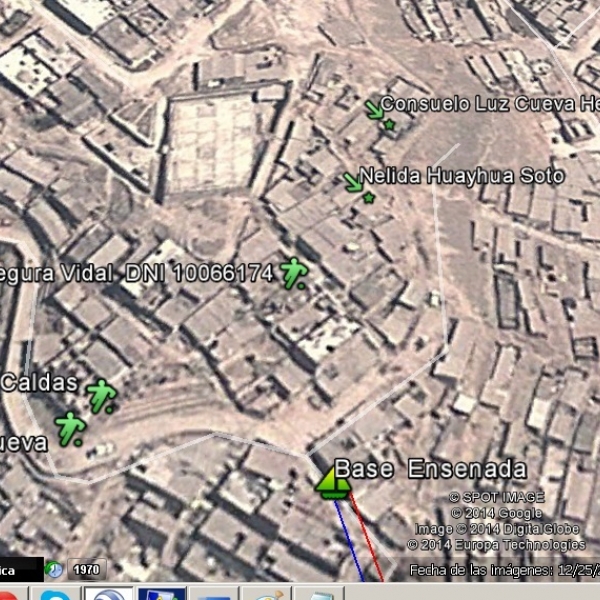 Consuelo Luz Cueva He
Nelida Huayhua Soto
egura Vidal DNI 10066174
Caldas
ueva
Base Ensenada
© SPOT IMAGE
© 2014 Google
Image © 2014 DigitalGlobe
© 2014 Europa Technologies
ica
1970
Fecha de las imágenes: 12/25/2